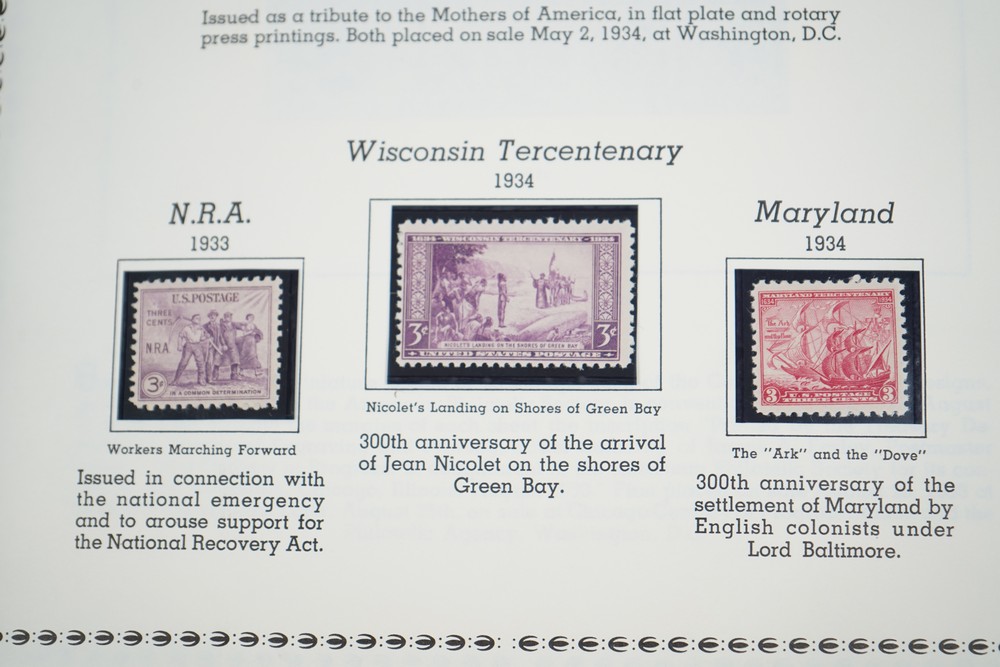 Issued as a tribute to the Mothers of America, in flat plate and rotary
press printings. Both placed on sale May 2, 1934, at Washington, D.C.
Wisconsin Tercentenary
1934
N.R.A.
1933
U.S. POSTAGE
THREE
CENTS
N R A
3¢
IN A COMMON DETERMINATION
Workers Marching Forward
Issued in connection with
the national emergency
and to arouse support for
the National Recovery Act.
1634 - WISCONSIN TERCENTENARY - 1934
3¢ 3¢
NICOLET'S LANDING ON THE SHORES OF GREEN BAY
UNITED STATES POSTAGE
Nicolet's Landing on Shores of Green Bay
300th anniversary of the arrival
of Jean Nicolet on the shores of
Green Bay.
Maryland
1934
MARYLAND TERCENTENARY
1634 1934
The Ark
3 U.S. POSTAGE 3
THREE CENTS
The "Ark" and the "Dove"
300th anniversary of the
settlement of Maryland by
English colonists under
Lord Baltimore.